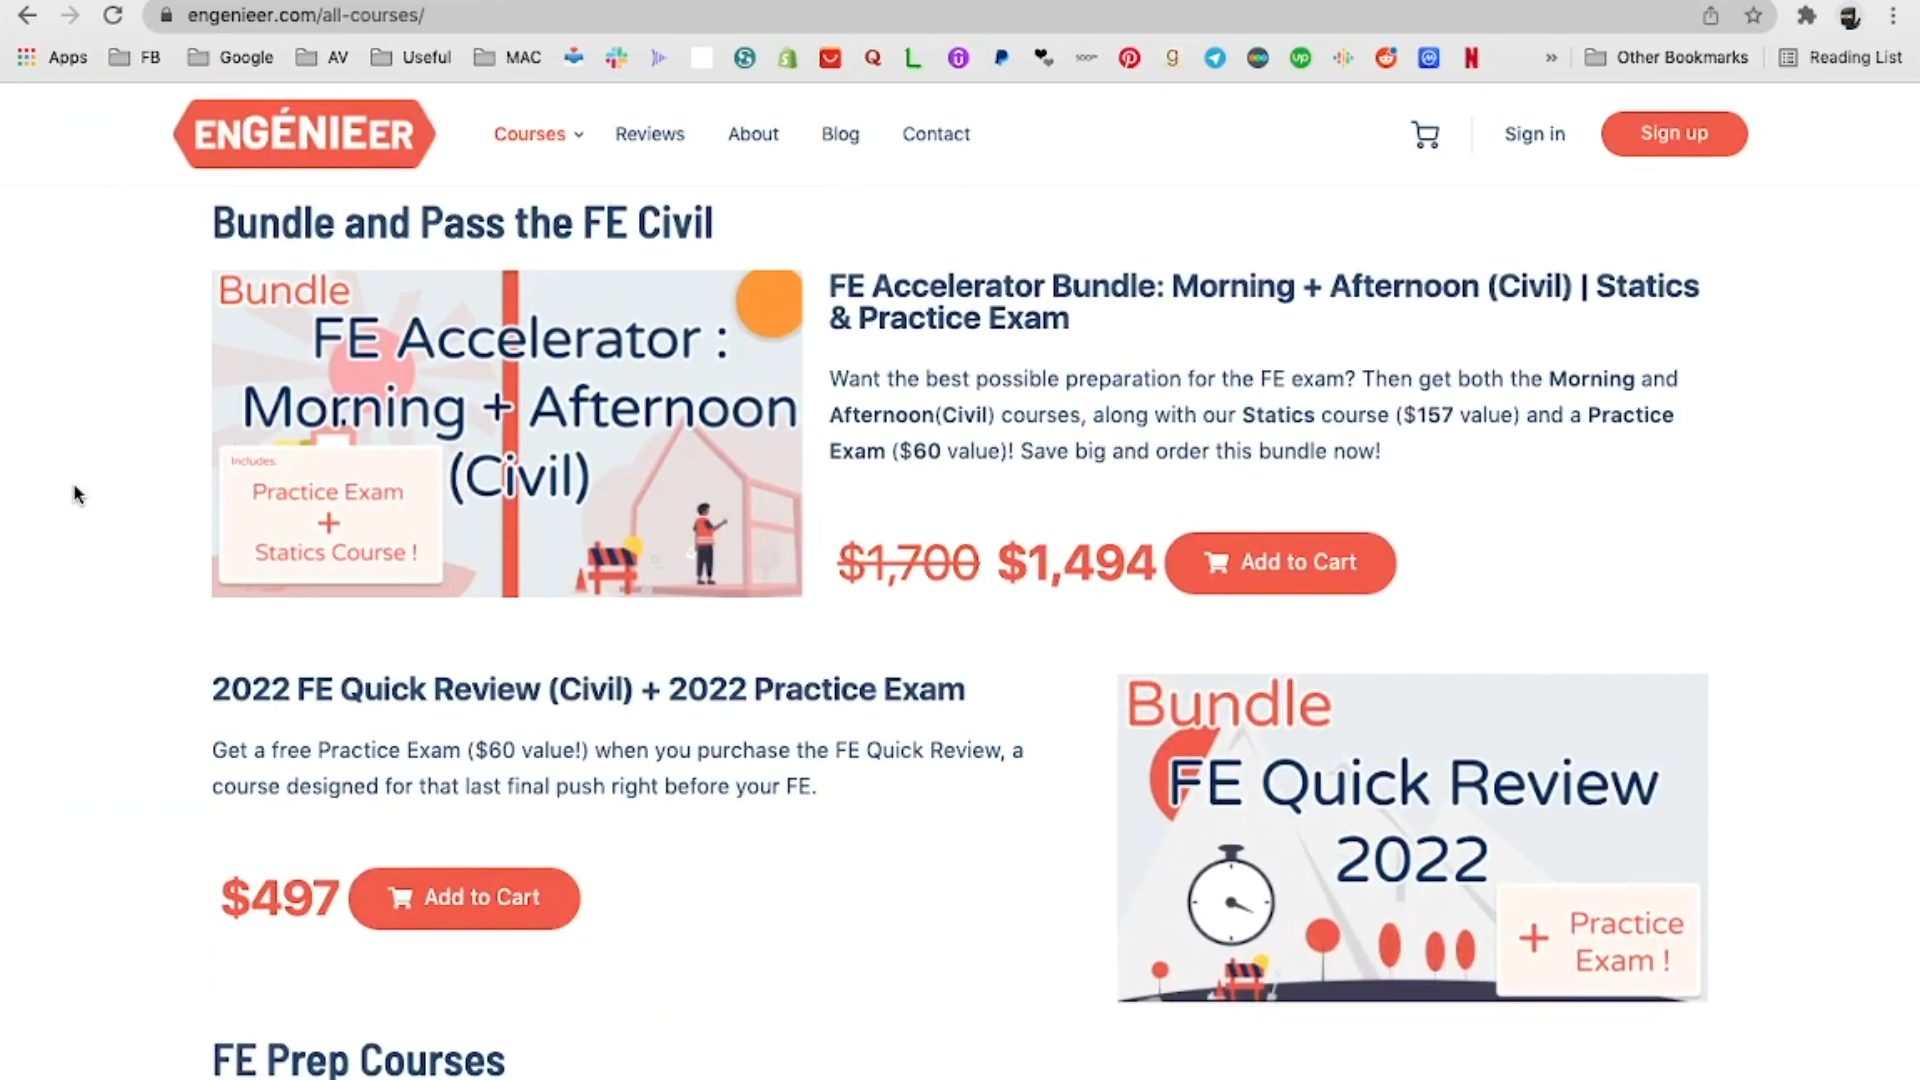 engenieer.com/all-courses/
Apps FB Google AV Useful MAC » Other Bookmarks Reading List
ENGÉNIEER Courses Reviews About Blog Contact Sign in Sign up
Bundle and Pass the FE Civil
Bundle
FE Accelerator :
Morning + Afternoon
(Civil)
Includes:
Practice Exam
+
Statics Course !
FE Accelerator Bundle: Morning + Afternoon (Civil) | Statics
& Practice Exam
Want the best possible preparation for the FE exam? Then get both the Morning and
Afternoon(Civil) courses, along with our Statics course ($157 value) and a Practice
Exam ($60 value)! Save big and order this bundle now!
$1,700 $1,494 Add to Cart
2022 FE Quick Review (Civil) + 2022 Practice Exam
Get a free Practice Exam ($60 value!) when you purchase the FE Quick Review, a
course designed for that last final push right before your FE.
$497 Add to Cart
Bundle
FE Quick Review
2022
+ Practice
Exam !
FE Prep Courses